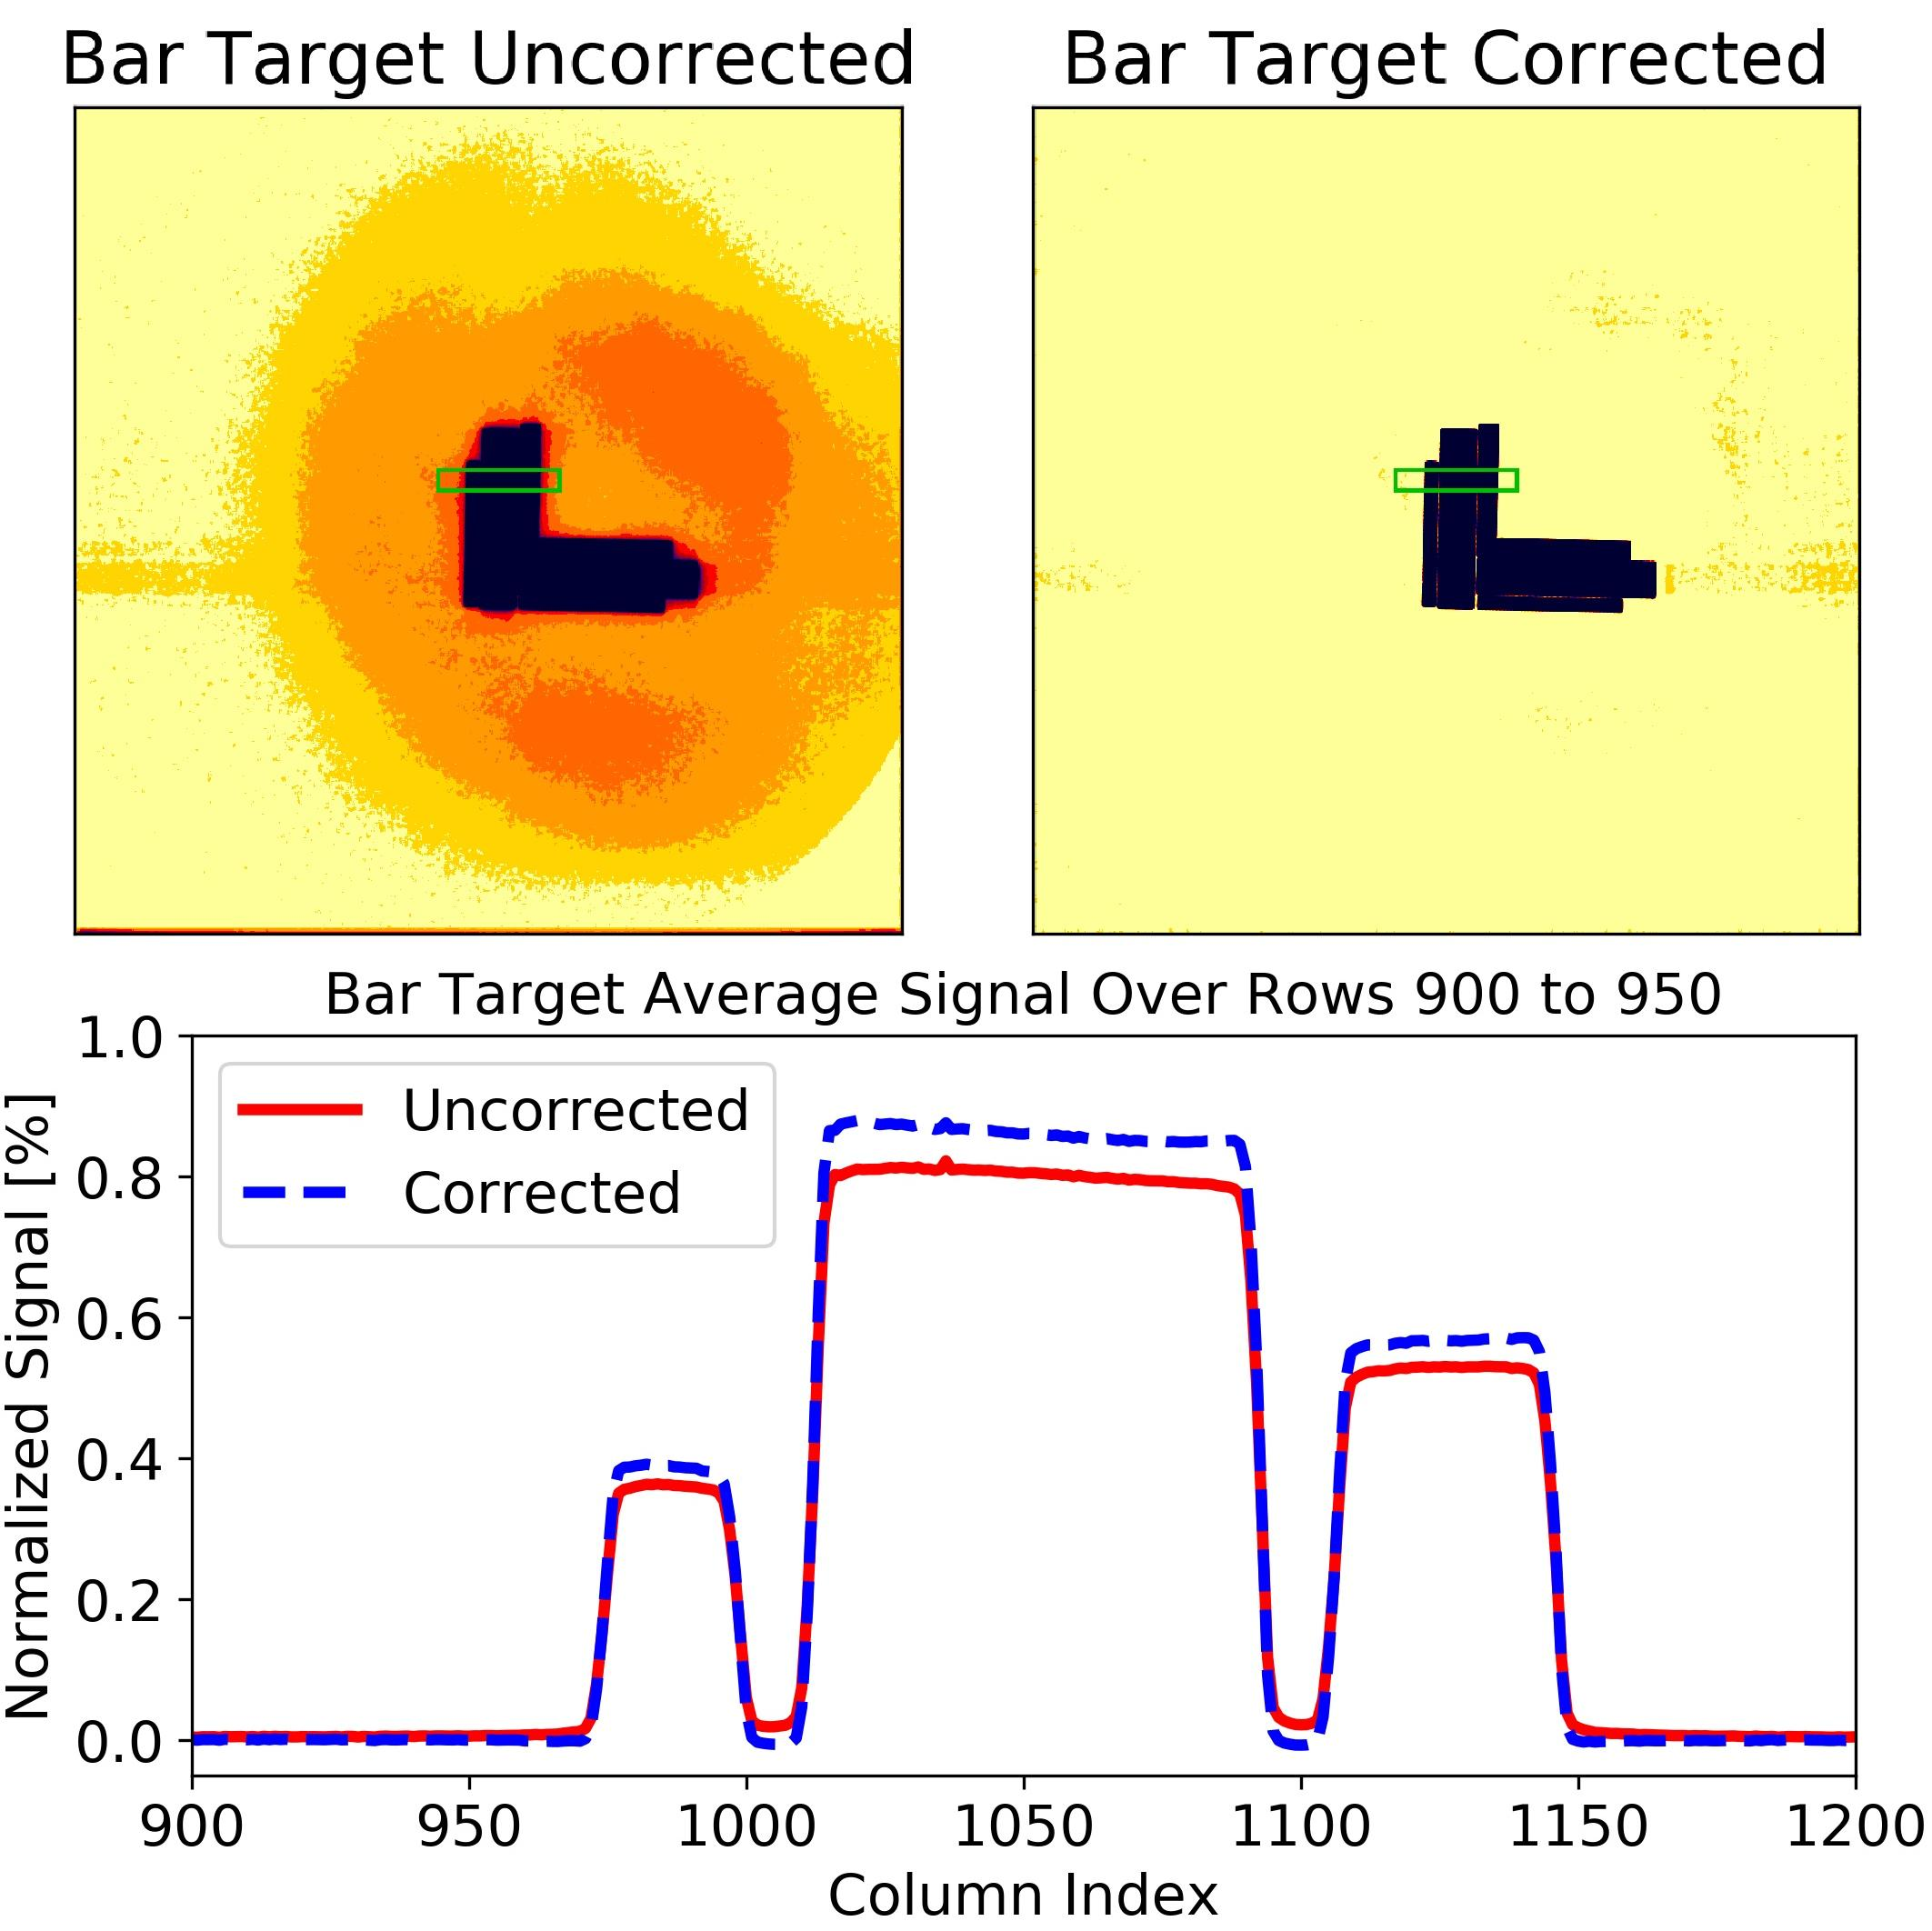 Bar Target Uncorrected
Bar Target Corrected
Bar Target Average Signal Over Rows 900 to 950
Normalized Signal [%]
1.0
0.8
0.6
0.4
0.2
0.0
Uncorrected
Corrected
900 950 1000 1050 1100 1150 1200
Column Index